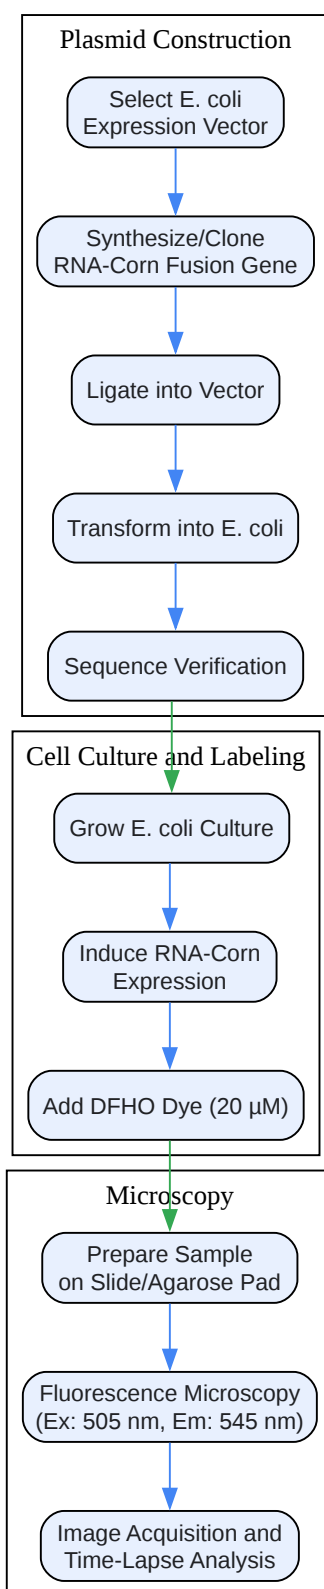 Plasmid Construction
Select E. coli
Expression Vector
Synthesize/Clone
RNA-Corn Fusion Gene
Ligate into Vector
Transform into E. coli
Sequence Verification
Cell Culture and Labeling
Grow E. coli Culture
Induce RNA-Corn
Expression
Add DFHO Dye (20 µM)
Microscopy
Prepare Sample
on Slide/Agarose Pad
Fluorescence Microscopy
(Ex: 505 nm, Em: 545 nm)
Image Acquisition and
Time-Lapse Analysis